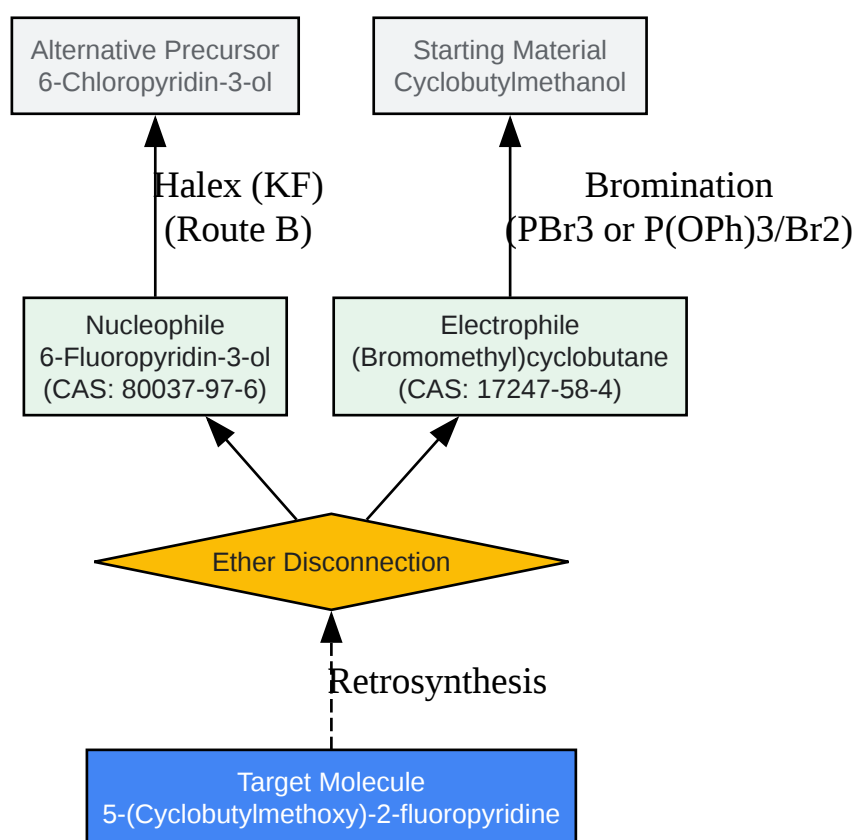 Alternative Precursor
6-Chloropyridin-3-ol
Starting Material
Cyclobutylmethanol
Halex (KF)
(Route B)
Bromination
(PBr3 or P(OPh)3/Br2)
Nucleophile
6-Fluoropyridin-3-ol
(CAS: 80037-97-6)
Electrophile
(Bromomethyl)cyclobutane
(CAS: 17247-58-4)
Ether Disconnection
Retrosynthesis
Target Molecule
5-(Cyclobutylmethoxy)-2-fluoropyridine